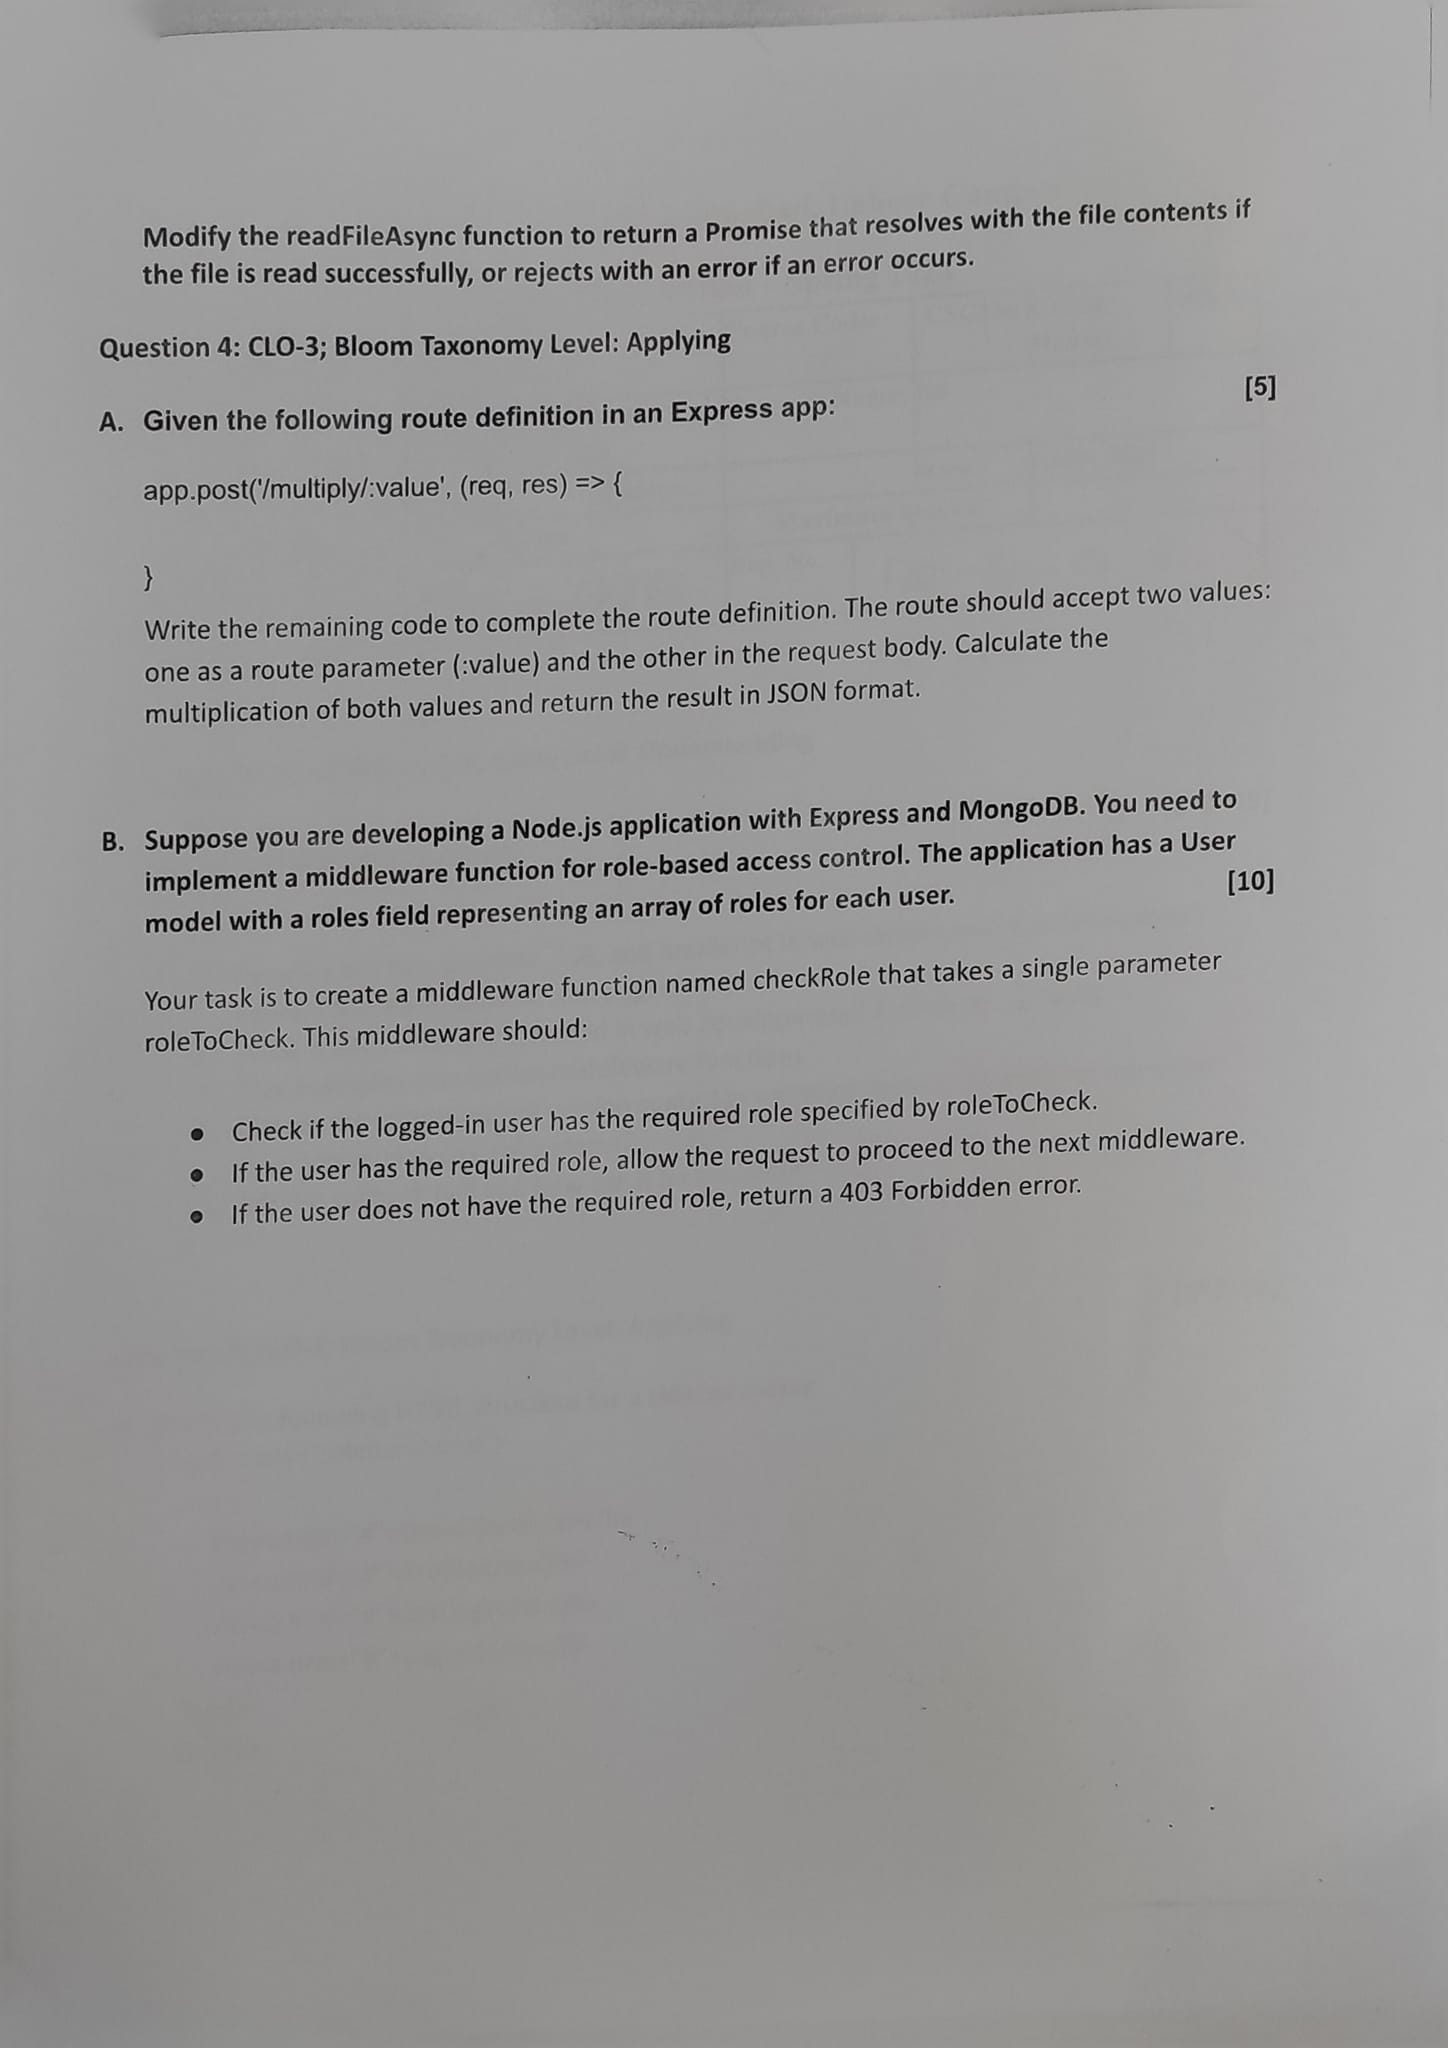 Modify the readFileAsync function to return a Promise that resolves with the file contents if
the file is read successfully, or rejects with an error if an error occurs.
Question 4: CLO-3; Bloom Taxonomy Level: Applying
[5]
A. Given the following route definition in an Express app:
app.post('/multiply/:value', (req, res) => {
}
Write the remaining code to complete the route definition. The route should accept two values:
one as a route parameter (:value) and the other in the request body. Calculate the
multiplication of both values and return the result in JSON format.
B. Suppose you are developing a Node.js application with Express and MongoDB. You need to
implement a middleware function for role-based access control. The application has a User
model with a roles field representing an array of roles for each user. [10]
Your task is to create a middleware function named checkRole that takes a single parameter
roleToCheck. This middleware should:
• Check if the logged-in user has the required role specified by roleToCheck.
• If the user has the required role, allow the request to proceed to the next middleware.
• If the user does not have the required role, return a 403 Forbidden error.